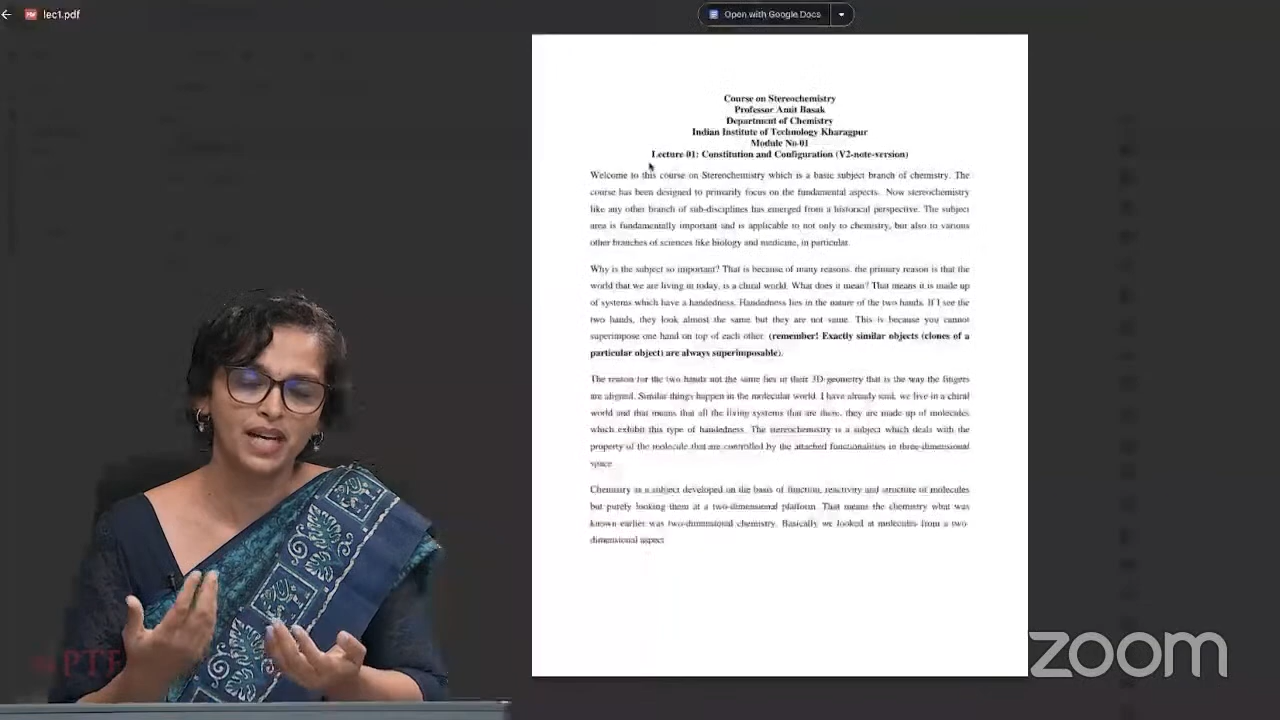 lec1.pdf
Open with Google Docs
Course on Stereochemistry
Professor Amit Basak
Department of Chemistry
Indian Institute of Technology Kharagpur
Module No-01
Lecture 01: Constitution and Configuration (V2-note-version)
Welcome to this course on Stereochemistry which is a basic subject branch of chemistry. The
course has been designed to primarily focus on the fundamental aspects. Now stereochemistry
like any other branch of sub-disciplines has emerged from a historical perspective. The subject
area is fundamentally important and is applicable to not only to chemistry, but also to various
other branches of sciences like biology and medicine, in particular.
Why is the subject so important? That is because of many reasons, the primary reason is that the
world that we are living in today, is a chiral world. What does it mean? That means it is made up
of systems which have a handedness. Handedness lies in the nature of the two hands. If I see the
two hands, they look almost the same but they are not same. This is because you cannot
superimpose one hand on top of each other. (remember! Exactly similar objects (clones of a
particular object) are always superimposable).
The reason for the two hands not the same lies in their 3D-geometry that is the way the fingers
are aligned. Similar things happen in the molecular world. I have already said, we live in a chiral
world and that means that all the living systems that are there, they are made up of molecules
which exhibit this type of handedness. The stereochemistry is a subject which deals with the
property of the molecule that are controlled by the attached functionalities in three-dimensional
space
Chemistry as a subject developed on the basis of function, reactivity and structure of molecules
but purely looking them at a two-dimensional platform. That means the chemistry what was
known earlier was two-dimensional chemistry. Basically we looked at molecules from a two-
dimensional aspect
zoom